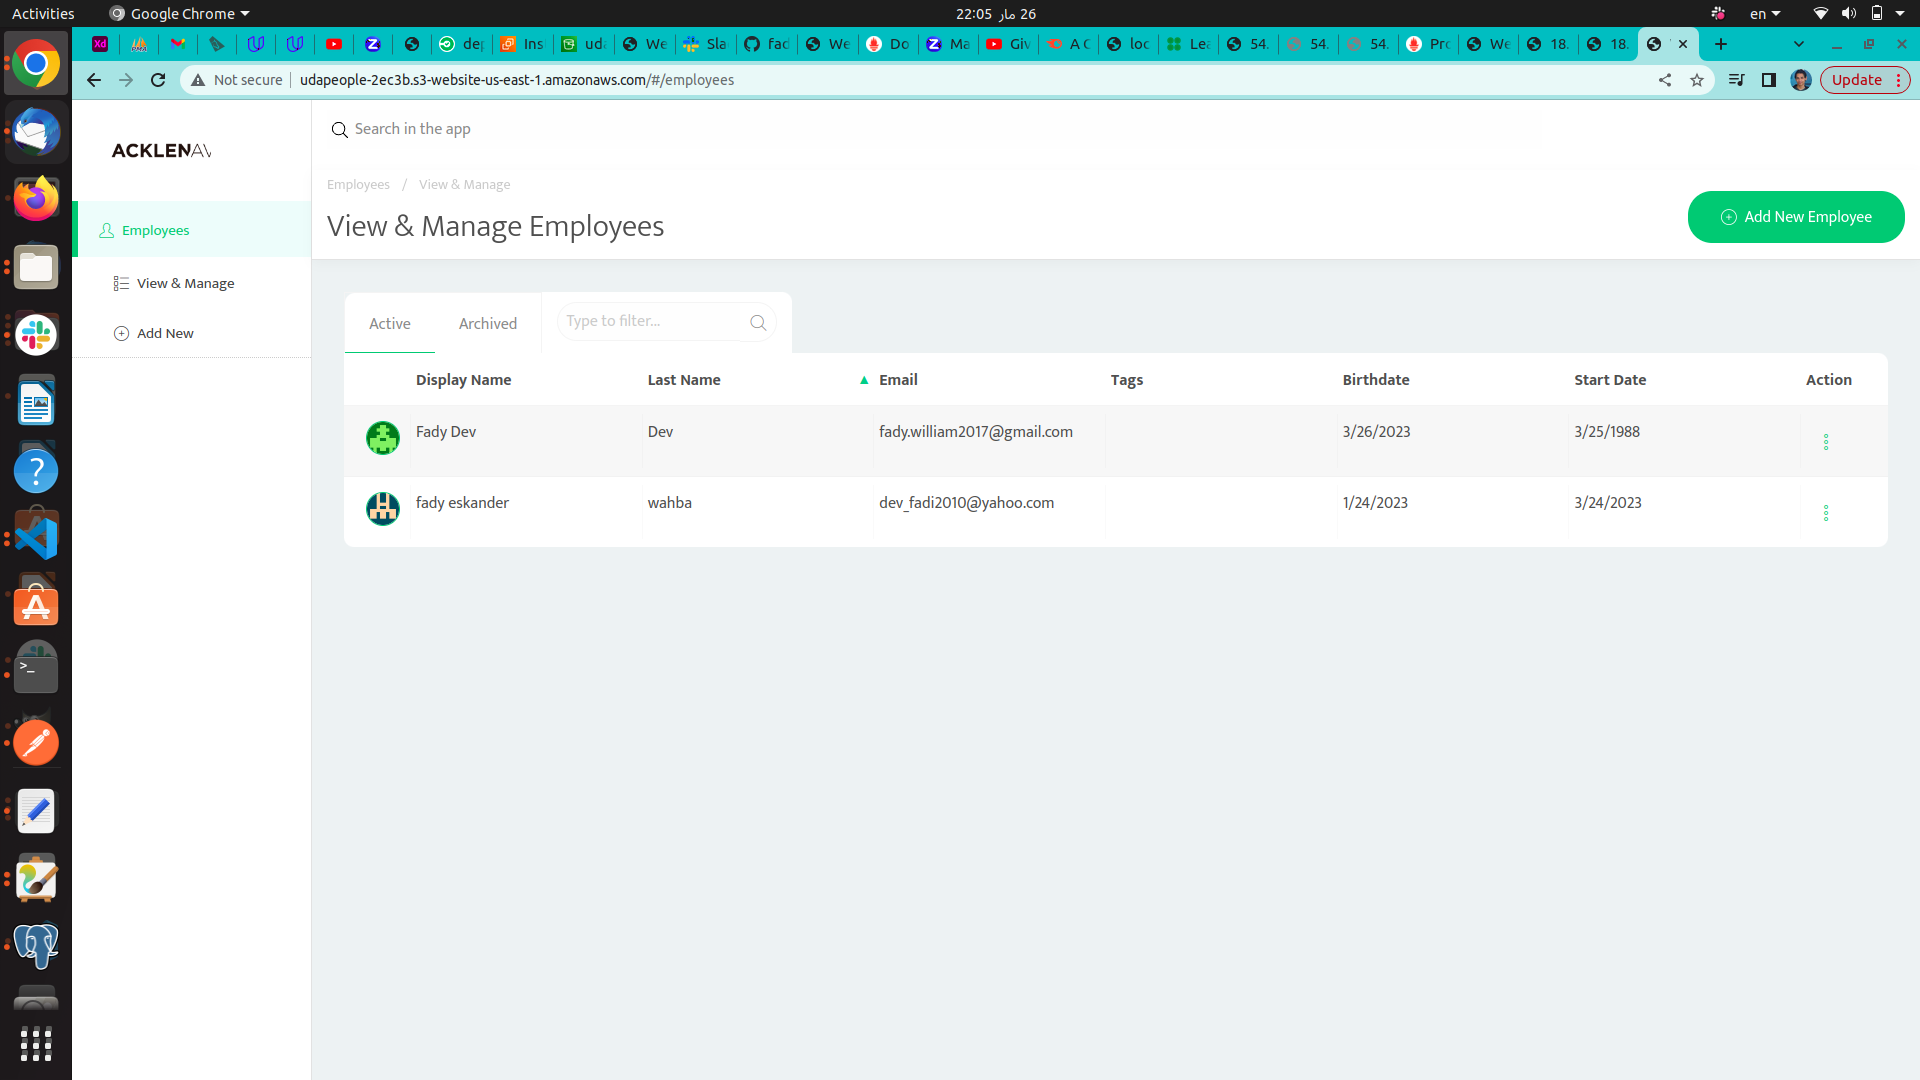 Activities
Google Chrome
22:05 مار 26
en
Xd
PMA
dep
Ins
uda
We
Sla
fad
We
Do
Ma
Giv
A C
loc
Lea
54.
54.
54.
Pro
We
18.
18.
Not secure
udapeople-2ec3b.s3-website-us-east-1.amazonaws.com/#/employees
Update
ACKLENAV
Search in the app
Employees / View & Manage
View & Manage Employees
Add New Employee
Employees
View & Manage
Add New
Active
Archived
Type to filter...
Display Name Last Name Email Tags Birthdate Start Date Action
Fady Dev Dev fady.william2017@gmail.com 3/26/2023 3/25/1988
fady eskander wahba dev_fadi2010@yahoo.com 1/24/2023 3/24/2023